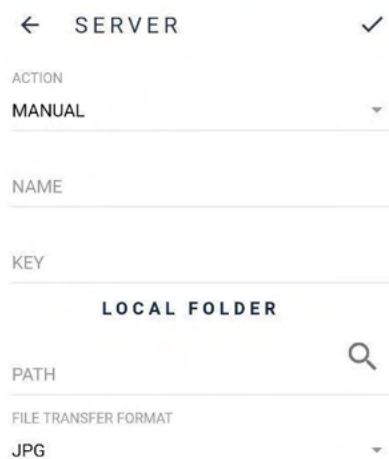 SERVER
ACTION
MANUAL
NAME
KEY
LOCAL FOLDER
PATH
FILE TRANSFER FORMAT
JPG